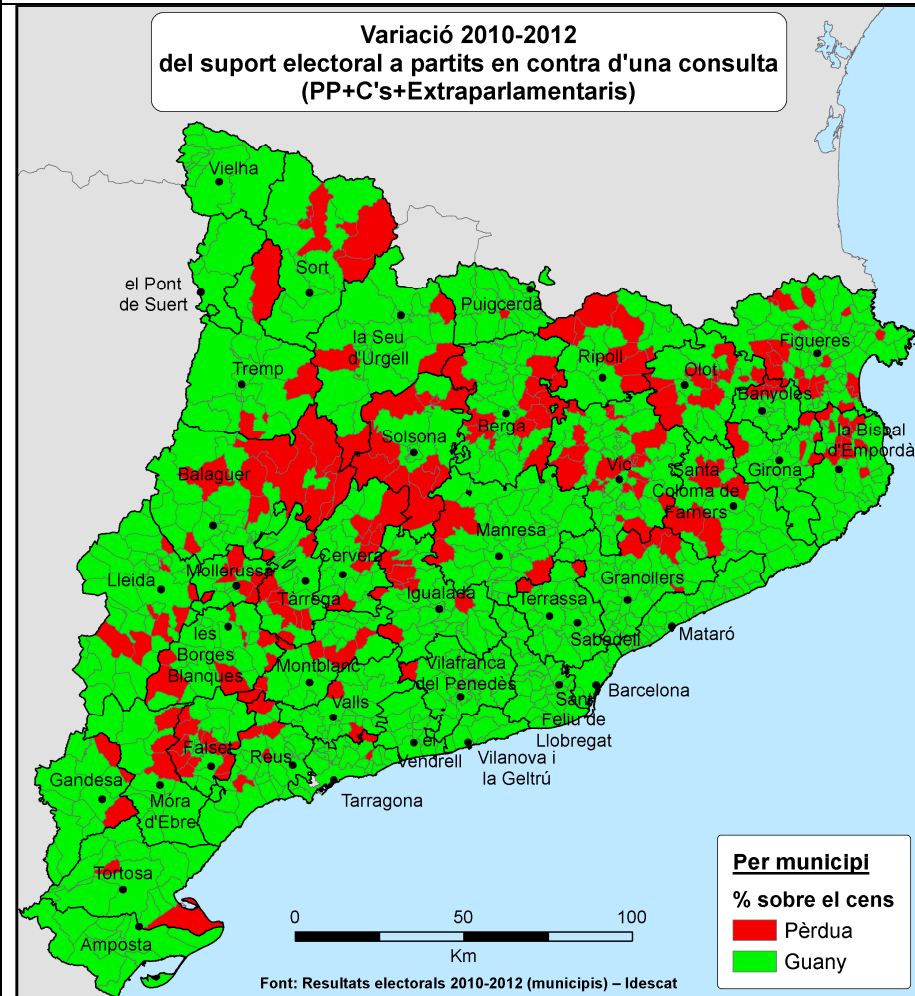 Variació 2010-2012
del suport electoral a partits en contra d'una consulta
(PP+C's+Extraparlamentaris)
Vielha
Sort
el Pont
de Suert
Puigcerdà
la Seu
d'Urgell
Tremp
Ripoll
Olot
Figueres
Banyoles
Berga
Solsona
la Bisbal
d'Empordà
Vic
Santa
Coloma de
Farners
Girona
Balaguer
Manresa
Cervera
Mollerussa
Lleida
Tàrrega
Igualada
Granollers
Terrassa
Sabadell
Mataró
les
Borges
Blanques
Montblanc
Vilafranca
del Penedès
Barcelona
Sant
Feliu de
Llobregat
Valls
el
Vendrell
Vilanova i
la Geltrú
Falset
Reus
Tarragona
Gandesa
Móra
d'Ebre
Tortosa
Amposta
0 50 100
Km
Per municipi
% sobre el cens
Pèrdua
Guany
Font: Resultats electorals 2010-2012 (municipis) – Idescat